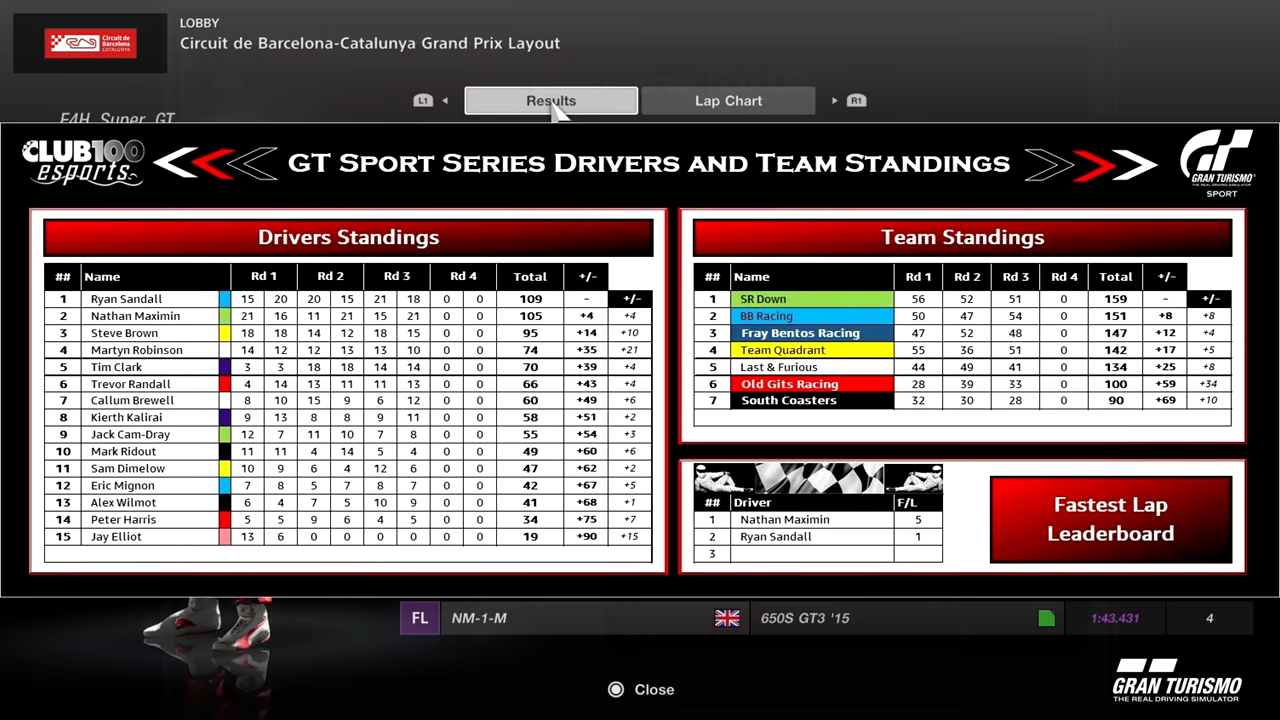 LOBBY
Circuit de Barcelona-Catalunya Grand Prix Layout
Circuit de
Barcelona
CATALUNYA
L1 Results Lap Chart R1
F4H Super GT
CLUB100
esports
GT SPORT SERIES DRIVERS AND TEAM STANDINGS
GRAN TURISMO
THE REAL DRIVING SIMULATOR
SPORT
Drivers Standings
## Name Rd 1 Rd 2 Rd 3 Rd 4 Total +/-
1 Ryan Sandall 15 20 20 15 21 18 0 0 109 - +/-
2 Nathan Maximin 21 16 11 21 15 21 0 0 105 +4 +4
3 Steve Brown 18 18 14 12 18 15 0 0 95 +14 +10
4 Martyn Robinson 14 12 12 13 13 10 0 0 74 +35 +21
5 Tim Clark 3 3 18 18 14 14 0 0 70 +39 +4
6 Trevor Randall 4 14 13 11 11 13 0 0 66 +43 +4
7 Callum Brewell 8 10 15 9 6 12 0 0 60 +49 +6
8 Kierth Kalirai 9 13 8 8 9 11 0 0 58 +51 +2
9 Jack Cam-Dray 12 7 11 10 7 8 0 0 55 +54 +3
10 Mark Ridout 11 11 4 14 5 4 0 0 49 +60 +6
11 Sam Dimelow 10 9 6 4 12 6 0 0 47 +62 +2
12 Eric Mignon 7 8 5 7 8 7 0 0 42 +67 +5
13 Alex Wilmot 6 4 7 5 10 9 0 0 41 +68 +1
14 Peter Harris 5 5 9 6 4 5 0 0 34 +75 +7
15 Jay Elliot 13 6 0 0 0 0 0 0 19 +90 +15
Team Standings
## Name Rd 1 Rd 2 Rd 3 Rd 4 Total +/-
1 SR Down 56 52 51 0 159 - +/-
2 BB Racing 50 47 54 0 151 +8 +8
3 Fray Bentos Racing 47 52 48 0 147 +12 +4
4 Team Quadrant 55 36 51 0 142 +17 +5
5 Last & Furious 44 49 41 0 134 +25 +8
6 Old Gits Racing 28 39 33 0 100 +59 +34
7 South Coasters 32 30 28 0 90 +69 +10
## Driver F/L
1 Nathan Maximin 5
2 Ryan Sandall 1
3
Fastest Lap
Leaderboard
FL NM-1-M 650S GT3 '15 1:43.431 4
Close
GRAN TURISMO
THE REAL DRIVING SIMULATOR